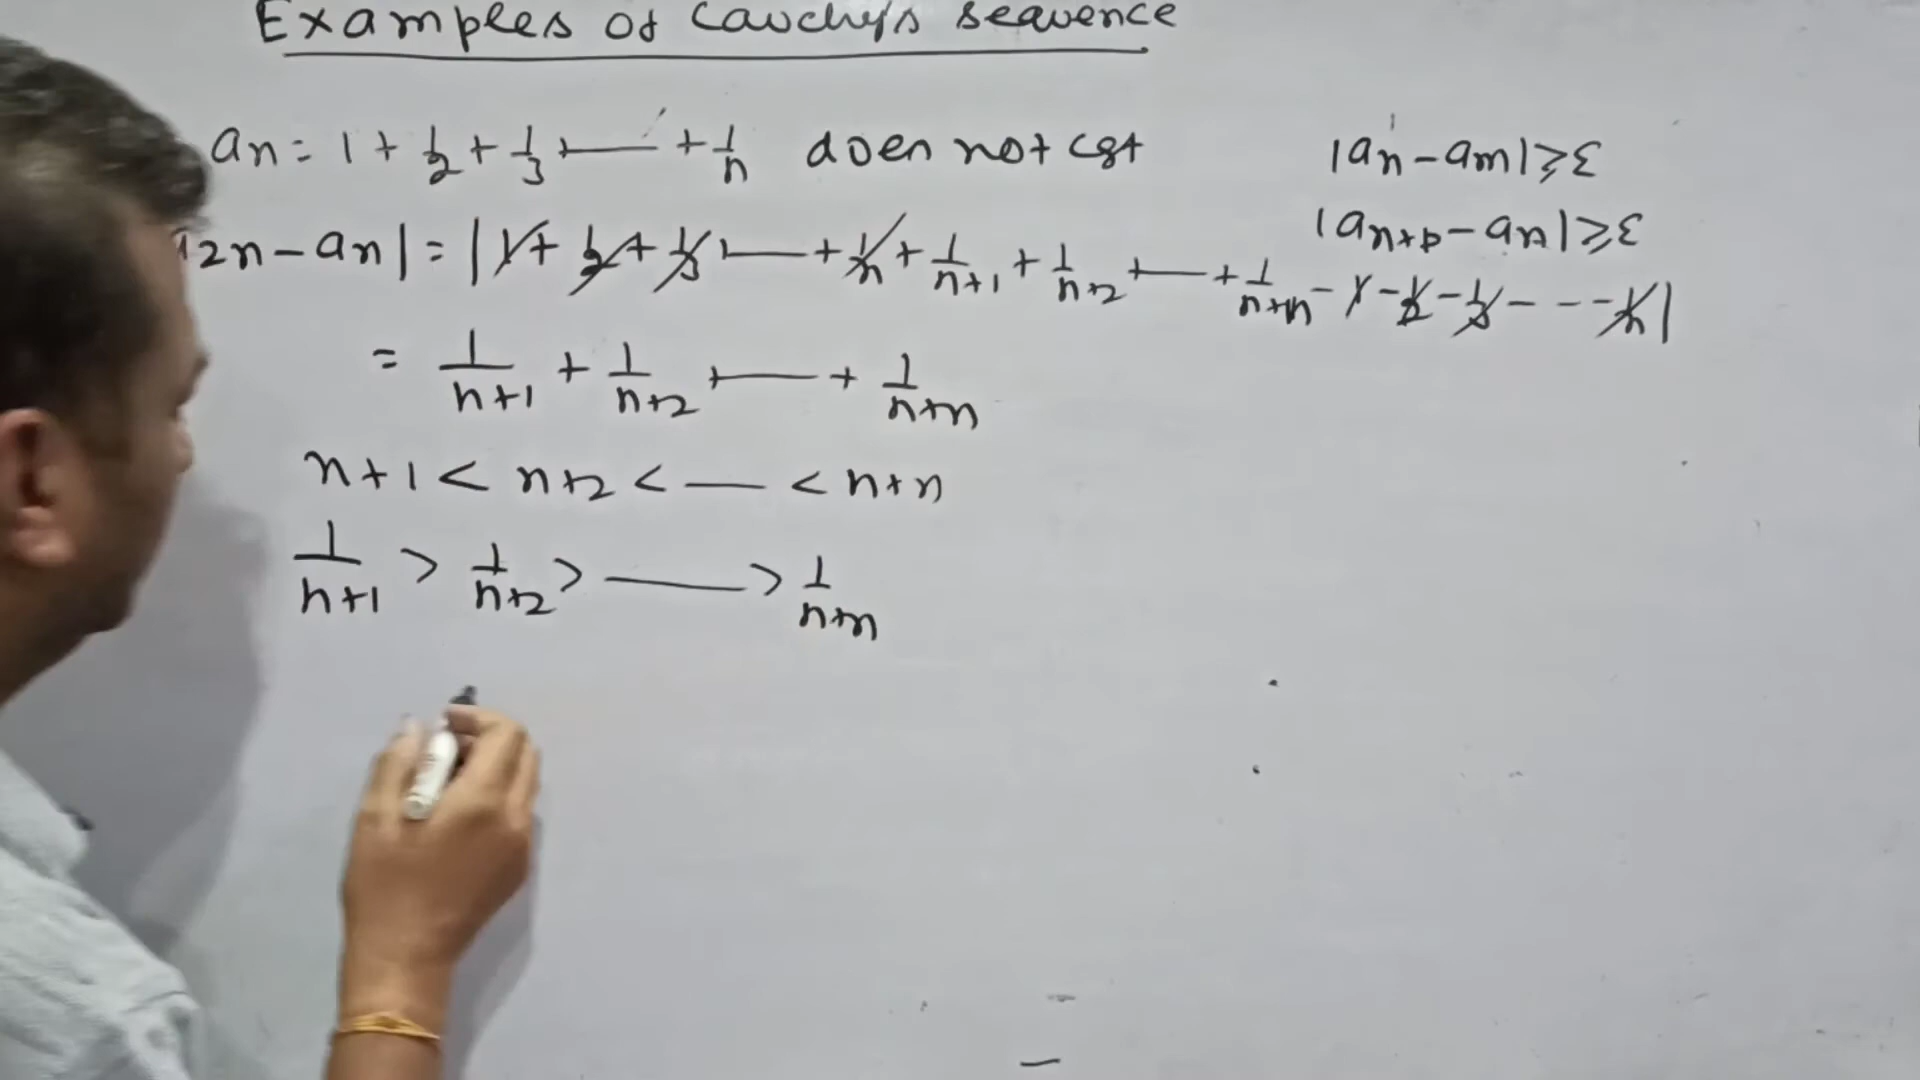 Examples of Cauchy's sequence
an = 1 + 1/2 + 1/3 + — + 1/n does not cgt
|an - am| ≥ ε
|an+p - an| ≥ ε
2n - an| = |1 + 1/2 + 1/3 + — + 1/n + 1/n+1 + 1/n+2 + — + 1/n+n - 1 - 1/2 - 1/3 - - - 1/n|
= 1/n+1 + 1/n+2 + — + 1/n+n
n+1 < n+2 < — < n+n
1/n+1 > 1/n+2 > — > 1/n+n